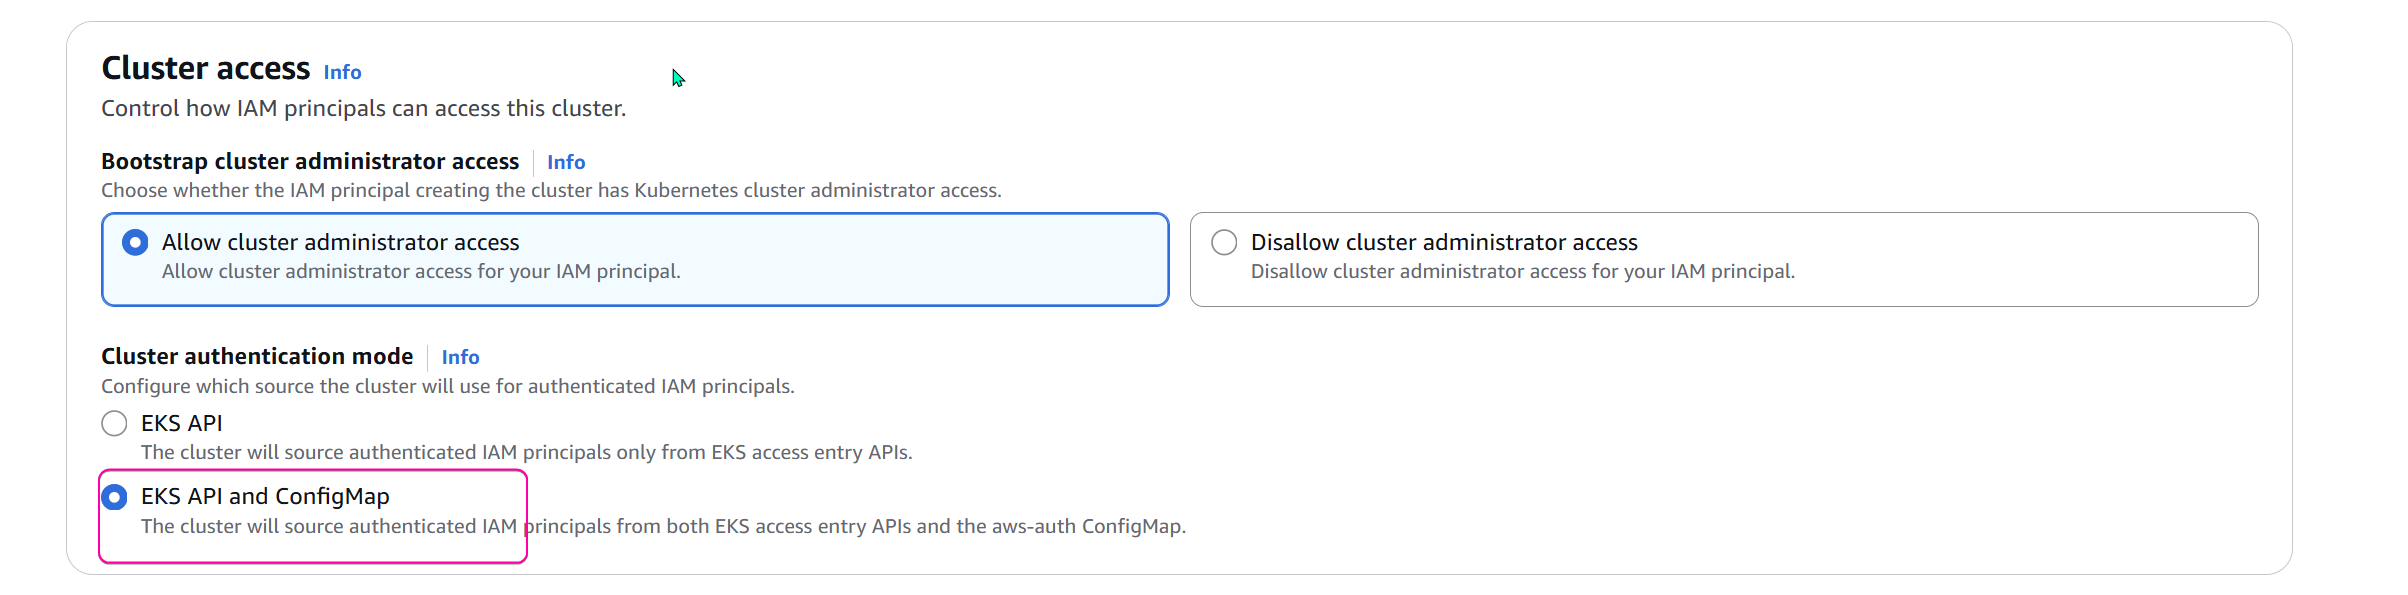 Cluster access Info
Control how IAM principals can access this cluster.
Bootstrap cluster administrator access Info
Choose whether the IAM principal creating the cluster has Kubernetes cluster administrator access.
Allow cluster administrator access
Allow cluster administrator access for your IAM principal.
Disallow cluster administrator access
Disallow cluster administrator access for your IAM principal.
Cluster authentication mode Info
Configure which source the cluster will use for authenticated IAM principals.
EKS API
The cluster will source authenticated IAM principals only from EKS access entry APIs.
EKS API and ConfigMap
The cluster will source authenticated IAM principals from both EKS access entry APIs and the aws-auth ConfigMap.